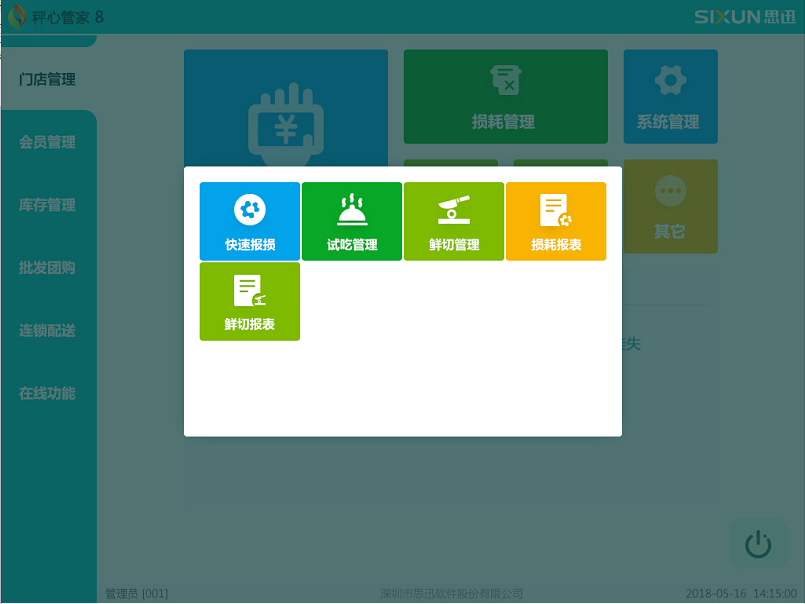 秤心管家 8
SIXUN思迅
门店管理
会员管理
库存管理
批发团购
连锁配送
在线功能
¥
损耗管理
系统管理
其它
快速报损
试吃管理
鲜切管理
损耗报表
鲜切报表
失
管理员 [001]
深圳市思迅软件股份有限公司
2018-05-16 14:15:00